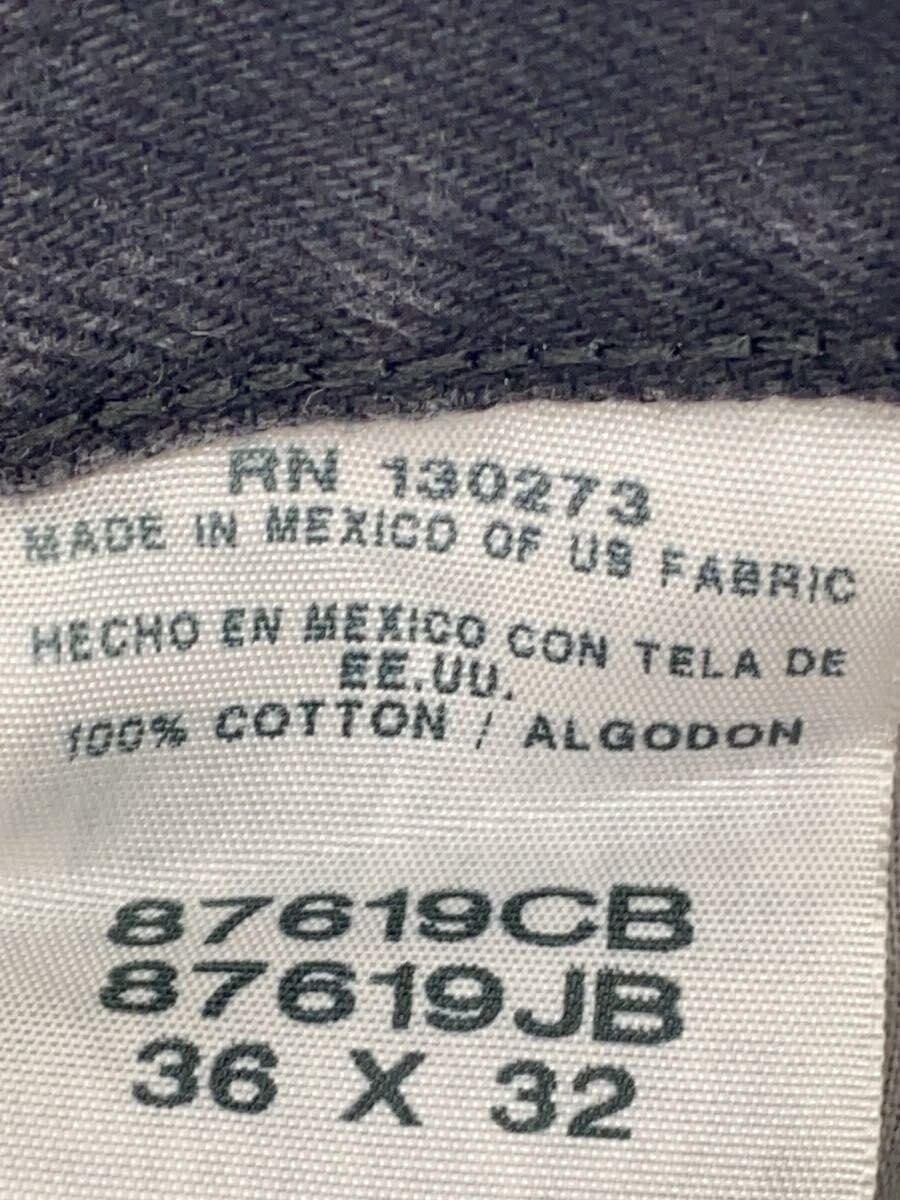 RN 130273
MADE IN MEXICO OF US FABRIC
HECHO EN MEXICO CON TELA DE
EE.UU.
100% COTTON / ALGODON
87619CB
87619JB
36 X 32